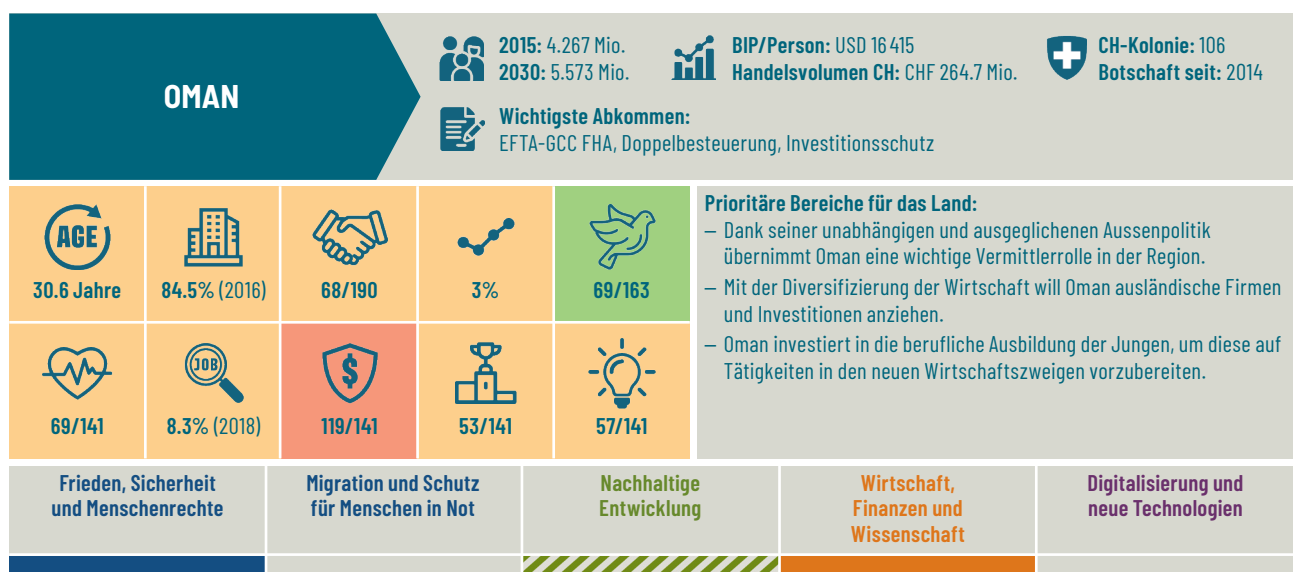 OMAN
2015: 4.267 Mio.
2030: 5.573 Mio.
BIP/Person: USD 16 415
Handelsvolumen CH: CHF 264.7 Mio.
CH-Kolonie: 106
Botschaft seit: 2014
Wichtigste Abkommen:
EFTA-GCC FHA, Doppelbesteuerung, Investitionsschutz
AGE
30.6 Jahre
84.5% (2016)
68/190
3%
69/163
JOB
$
69/141
8.3% (2018)
119/141
53/141
57/141
Prioritäre Bereiche für das Land:
– Dank seiner unabhängigen und ausgeglichenen Aussenpolitik
übernimmt Oman eine wichtige Vermittlerrolle in der Region.
– Mit der Diversifizierung der Wirtschaft will Oman ausländische Firmen
und Investitionen anziehen.
– Oman investiert in die berufliche Ausbildung der Jungen, um diese auf
Tätigkeiten in den neuen Wirtschaftszweigen vorzubereiten.
Frieden, Sicherheit
und Menschenrechte
Migration und Schutz
für Menschen in Not
Nachhaltige
Entwicklung
Wirtschaft,
Finanzen und
Wissenschaft
Digitalisierung und
neue Technologien